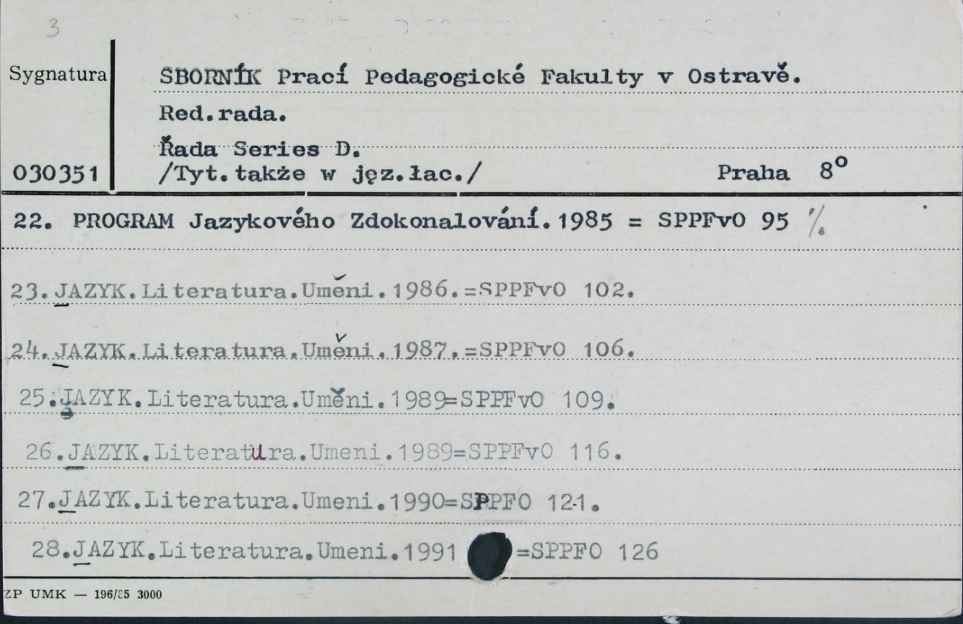 3
Sygnatura
SBORNÍK Prací Pedagogické Fakulty v Ostravě.
Red.rada.
Řada Series D.
030351 /Tyt.także w jęz.łac./ Praha 8°
22. PROGRAM Jazykového Zdokonalování.1985 = SPPFvO 95 %
23.JAZYK.Literatura.Uměni.1986.=SPPFvO 102.
24.JAZYK.Literatura.Uměni.1987.=SPPFvO 106.
25.JAZYK.Literatura.Uměni.1989=SPPFvO 109.
26.JAZYK.Literatura.Umeni.1989=SPPFvO 116.
27.JAZYK.Literatura.Umeni.1990=SPPFO 121.
28.JAZYK.Literatura.Umeni.1991 =SPPFO 126
ZP UMK — 196/85 3000